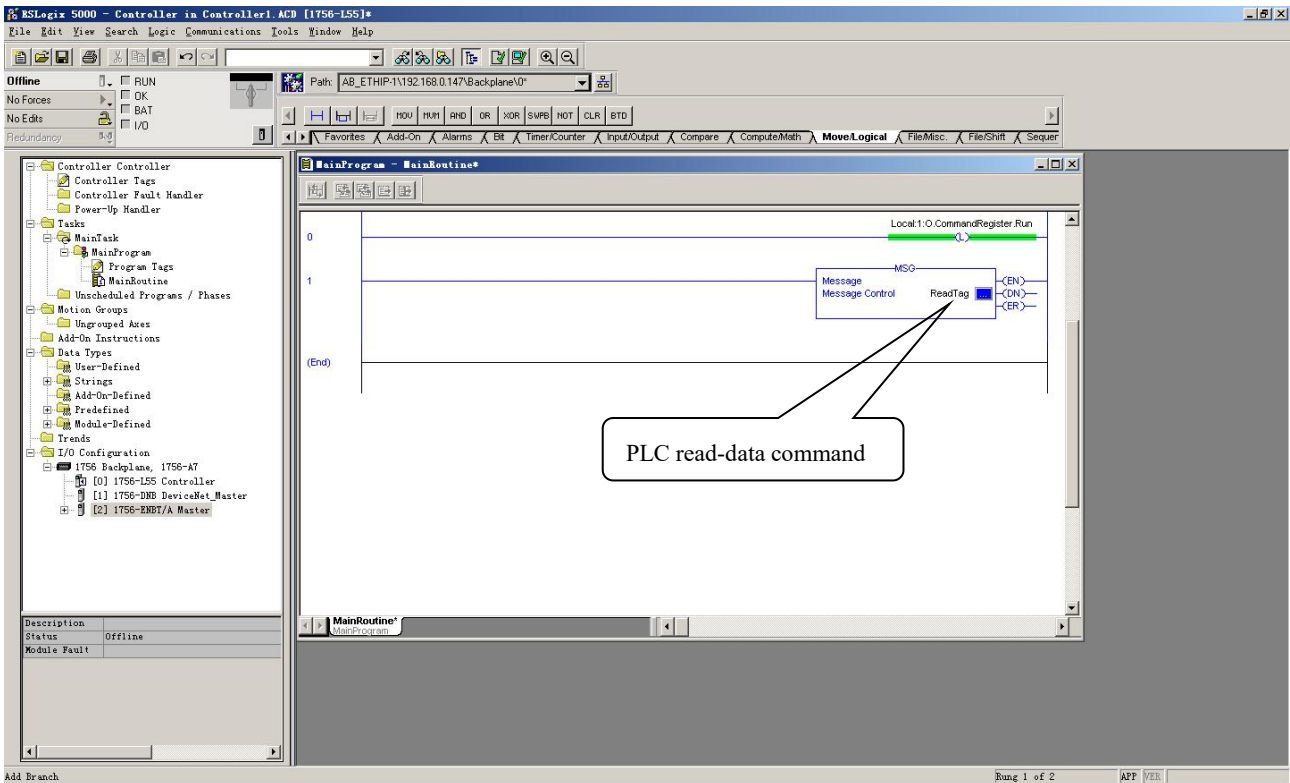 RSLogix 5000 - Controller in Controller1.ACD [1756-L55]*
File Edit View Search Logic Communications Tools Window Help
Offline
RUN
No Forces
OK
No Edits
BAT
I/O
Redundancy
Path: AB_ETHIP-1\192.168.0.147\Backplane\0*
MOV MVM AND OR XOR SWPB NOT CLR BTD
Favorites Add-On Alarms Bit Timer/Counter Input/Output Compare Compute/Math Move/Logical File/Misc. File/Shift Sequer
Controller Controller
Controller Tags
Controller Fault Handler
Power-Up Handler
Tasks
MainTask
MainProgram
Program Tags
MainRoutine
Unscheduled Programs / Phases
Motion Groups
Ungrouped Axes
Add-On Instructions
Data Types
User-Defined
Strings
Add-On-Defined
Predefined
Module-Defined
Trends
I/O Configuration
1756 Backplane, 1756-A7
[0] 1756-L55 Controller
[1] 1756-DNB DeviceNet_Master
[2] 1756-ENBT/A Master
Description
Status Offline
Module Fault
MainProgram - MainRoutine*
Local:1:O.CommandRegister.Run
0
(L)
1
MSG
Message
(EN)
Message Control ReadTag ...
(DN)
(ER)
(End)
PLC read-data command
MainRoutine*
MainProgram
Add Branch
Rung 1 of 2
APP VER